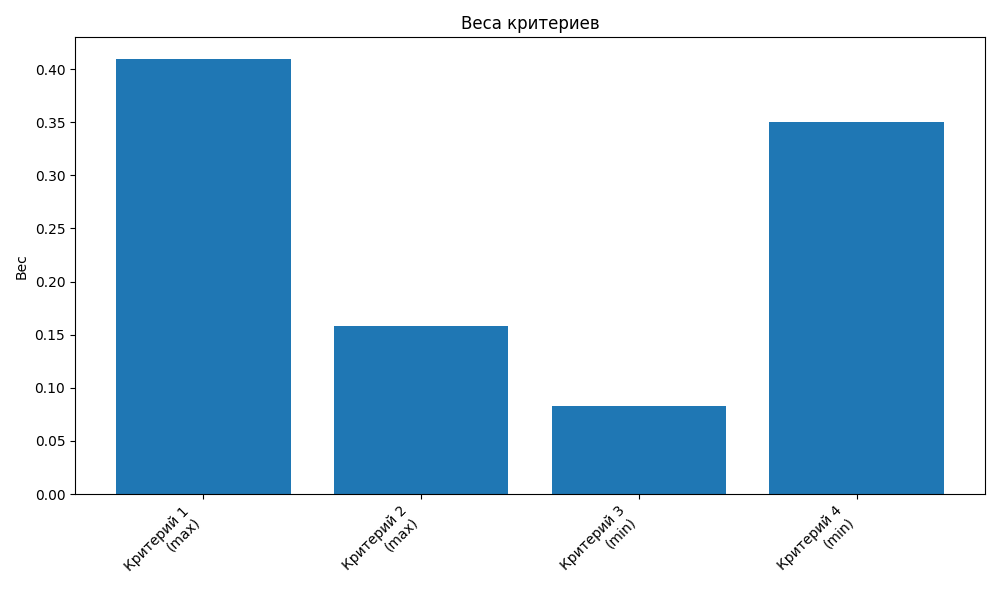 Веса критериев
Вес
0.40
0.35
0.30
0.25
0.20
0.15
0.10
0.05
0.00
Критерий 1
(max)
Критерий 2
(max)
Критерий 3
(min)
Критерий 4
(min)